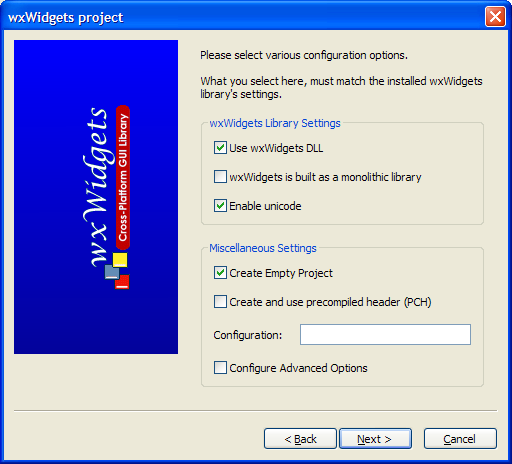 wxWidgets project
Please select various configuration options.
What you select here, must match the installed wxWidgets
library's settings.
wxWidgets Library Settings
Use wxWidgets DLL
wxWidgets is built as a monolithic library
Enable unicode
Miscellaneous Settings
Create Empty Project
Create and use precompiled header (PCH)
Configuration:
Configure Advanced Options
wxWidgets
Cross-Platform GUI Library
< Back
Next >
Cancel